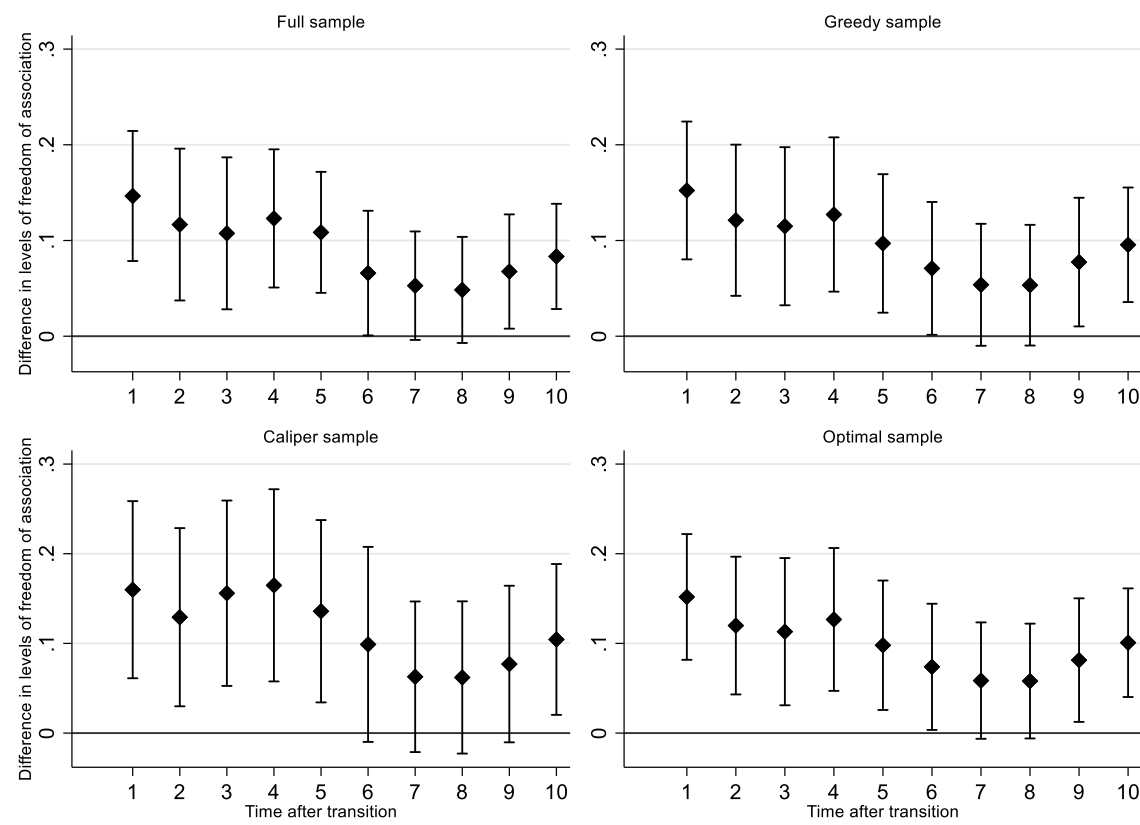 Full sample
Difference in levels of freedom of association
.3
.2
.1
0
1 2 3 4 5 6 7 8 9 10
Greedy sample
.3
.2
.1
0
1 2 3 4 5 6 7 8 9 10
Caliper sample
Difference in levels of freedom of association
.3
.2
.1
0
1 2 3 4 5 6 7 8 9 10
Time after transition
Optimal sample
.3
.2
.1
0
1 2 3 4 5 6 7 8 9 10
Time after transition